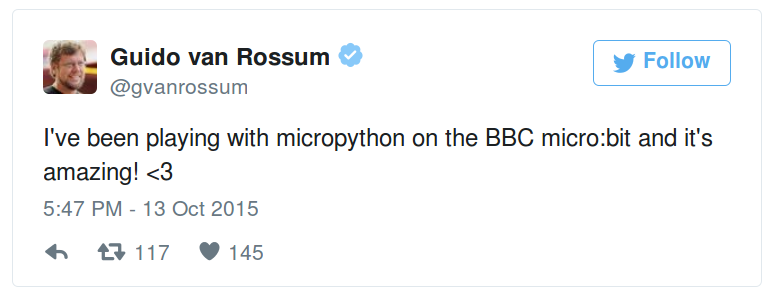 Guido van Rossum
@gvanrossum
Follow
I've been playing with micropython on the BBC micro:bit and it's
amazing! <3
5:47 PM - 13 Oct 2015
117 145